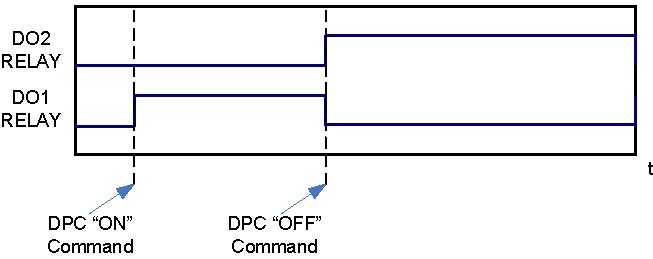 DO2
RELAY
DO1
RELAY
t
DPC “ON”
Command
DPC “OFF”
Command